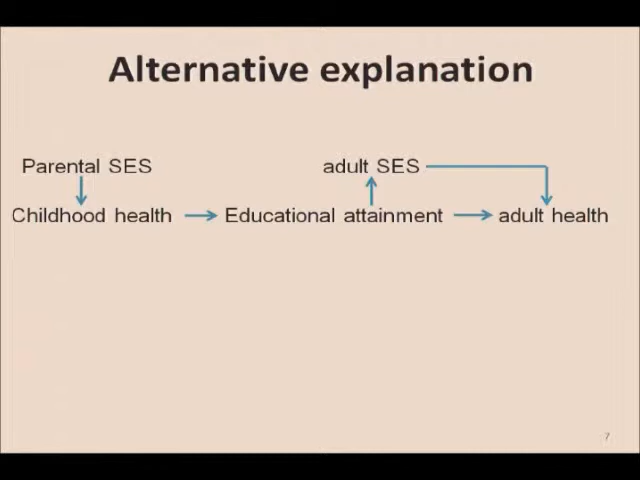 Alternative explanation
Parental SES
adult SES
Childhood health
Educational attainment
adult health
7